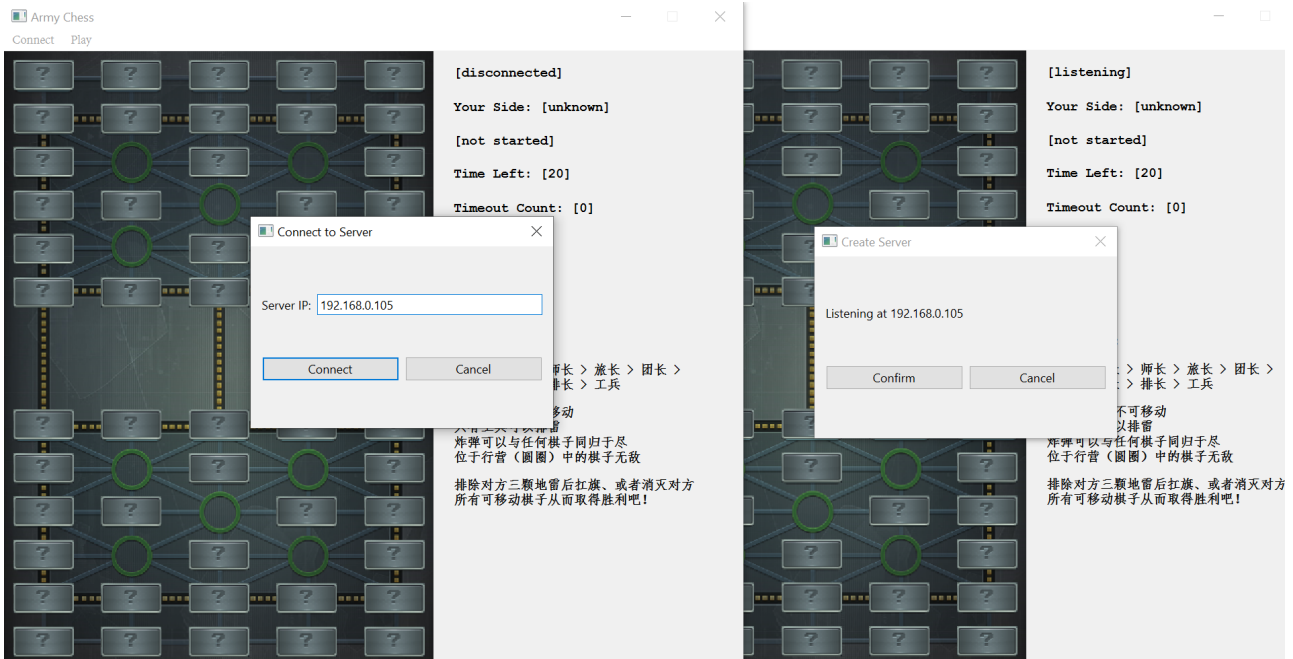 Army Chess
Connect Play
[disconnected]
Your Side: [unknown]
[not started]
Time Left: [20]
Timeout Count: [0]
Connect to Server
Server IP: 192.168.0.105
Connect Cancel
师长 > 旅长 > 团长 >
排长 > 工兵
移动
只有工兵可以排雷
炸弹可以与任何棋子同归于尽
位于行营（圆圈）中的棋子无敌
排除对方三颗地雷后扛旗、或者消灭对方
所有可移动棋子从而取得胜利吧!
[listening]
Your Side: [unknown]
[not started]
Time Left: [20]
Timeout Count: [0]
Create Server
Listening at 192.168.0.105
Confirm Cancel
> 师长 > 旅长 > 团长 >
> 排长 > 工兵
不可移动
以排雷
炸弹可以与任何棋子同归于尽
位于行营（圆圈）中的棋子无敌
排除对方三颗地雷后扛旗、或者消灭对方
所有可移动棋子从而取得胜利吧!